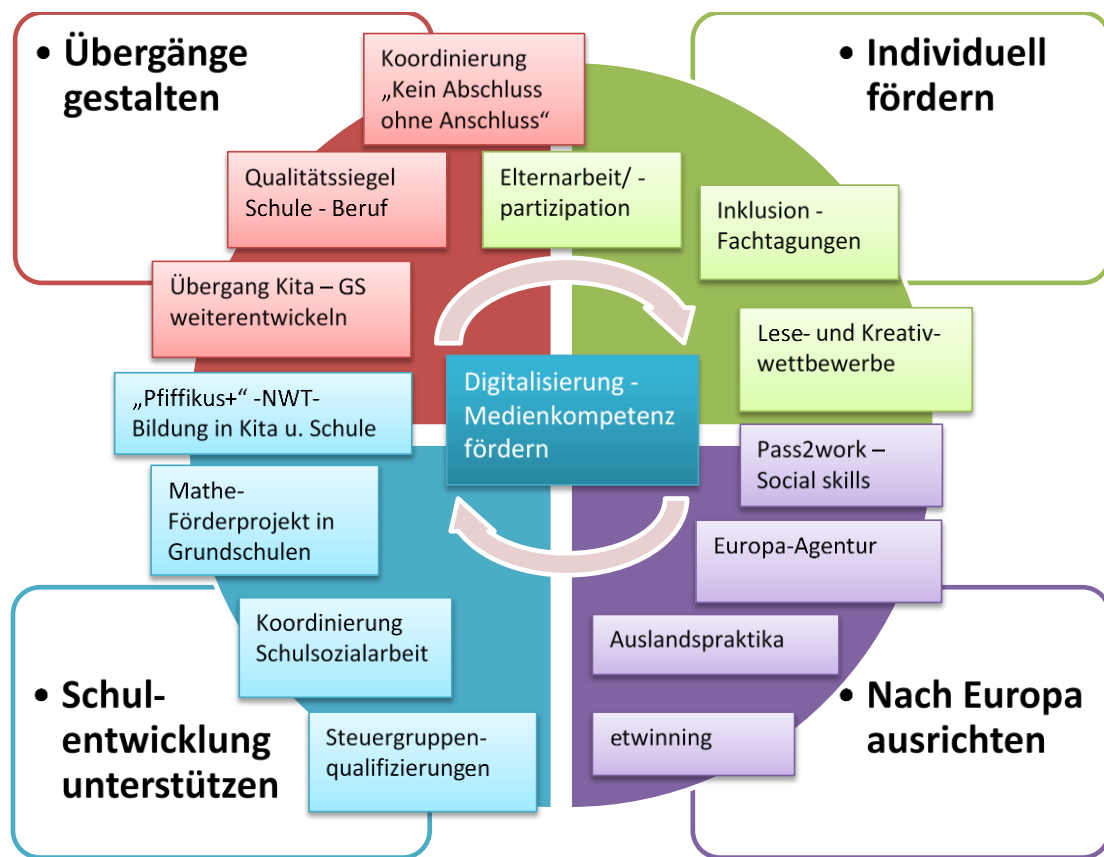 • Übergänge
gestalten
Koordinierung
„Kein Abschluss
ohne Anschluss“
Qualitätssiegel
Schule - Beruf
Übergang Kita – GS
weiterentwickeln
• Individuell
fördern
Elternarbeit/ -
partizipation
Inklusion -
Fachtagungen
Lese- und Kreativ-
wettbewerbe
Digitalisierung -
Medienkompetenz
fördern
„Pfiffikus+“ -NWT-
Bildung in Kita u. Schule
Mathe-
Förderprojekt in
Grundschulen
Koordinierung
Schulsozialarbeit
Steuergruppen-
qualifizierungen
• Schul-
entwicklung
unterstützen
Pass2work –
Social skills
Europa-Agentur
Auslandspraktika
etwinning
• Nach Europa
ausrichten